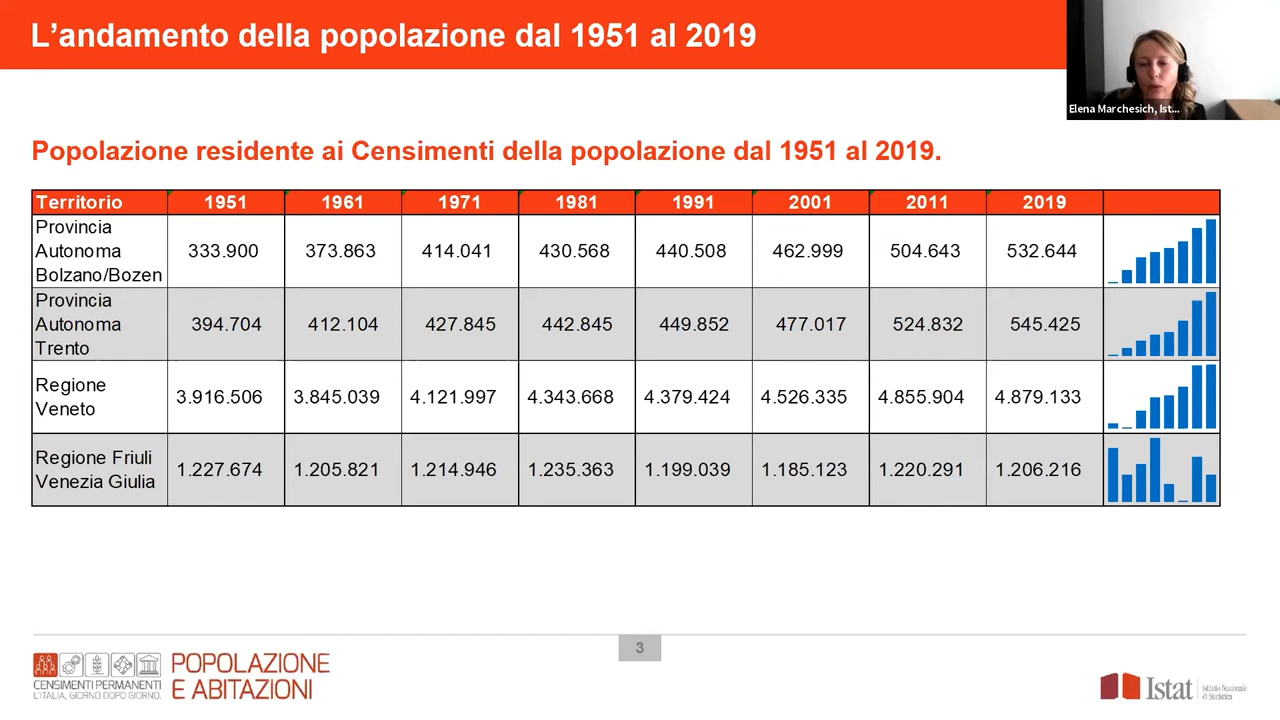 L’andamento della popolazione dal 1951 al 2019
Elena Marchesich, Ist...
Popolazione residente ai Censimenti della popolazione dal 1951 al 2019.
Territorio 1951 1961 1971 1981 1991 2001 2011 2019
Provincia
Autonoma
Bolzano/Bozen
333.900 373.863 414.041 430.568 440.508 462.999 504.643 532.644
Provincia
Autonoma
Trento
394.704 412.104 427.845 442.845 449.852 477.017 524.832 545.425
Regione
Veneto
3.916.506 3.845.039 4.121.997 4.343.668 4.379.424 4.526.335 4.855.904 4.879.133
Regione Friuli
Venezia Giulia
1.227.674 1.205.821 1.214.946 1.235.363 1.199.039 1.185.123 1.220.291 1.206.216
3
CENSIMENTI PERMANENTI
L'ITALIA, GIORNO DOPO GIORNO.
POPOLAZIONE
E ABITAZIONI
Istat
Istituto Nazionale
di Statistica